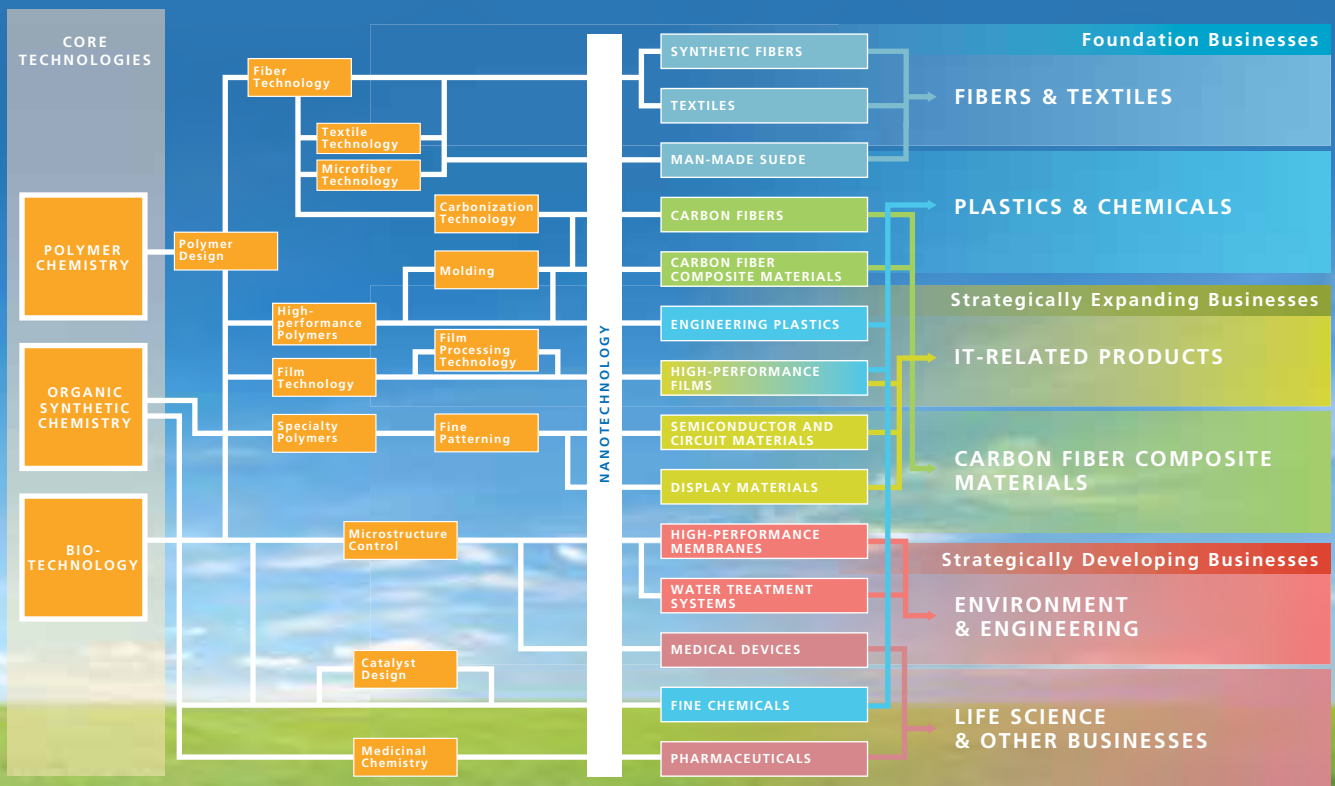 CORE
TECHNOLOGIES
POLYMER
CHEMISTRY
ORGANIC
SYNTHETIC
CHEMISTRY
BIO-
TECHNOLOGY
Polymer
Design
Fiber
Technology
Textile
Technology
Microfiber
Technology
Carbonization
Technology
Molding
High-
performance
Polymers
Film
Processing
Technology
Film
Technology
Specialty
Polymers
Fine
Patterning
Microstructure
Control
Catalyst
Design
Medicinal
Chemistry
NANOTECHNOLOGY
SYNTHETIC FIBERS
TEXTILES
MAN-MADE SUEDE
CARBON FIBERS
CARBON FIBER
COMPOSITE MATERIALS
ENGINEERING PLASTICS
HIGH-PERFORMANCE
FILMS
SEMICONDUCTOR AND
CIRCUIT MATERIALS
DISPLAY MATERIALS
HIGH-PERFORMANCE
MEMBRANES
WATER TREATMENT
SYSTEMS
MEDICAL DEVICES
FINE CHEMICALS
PHARMACEUTICALS
Foundation Businesses
FIBERS & TEXTILES
PLASTICS & CHEMICALS
Strategically Expanding Businesses
IT-RELATED PRODUCTS
CARBON FIBER COMPOSITE
MATERIALS
Strategically Developing Businesses
ENVIRONMENT
& ENGINEERING
LIFE SCIENCE
& OTHER BUSINESSES